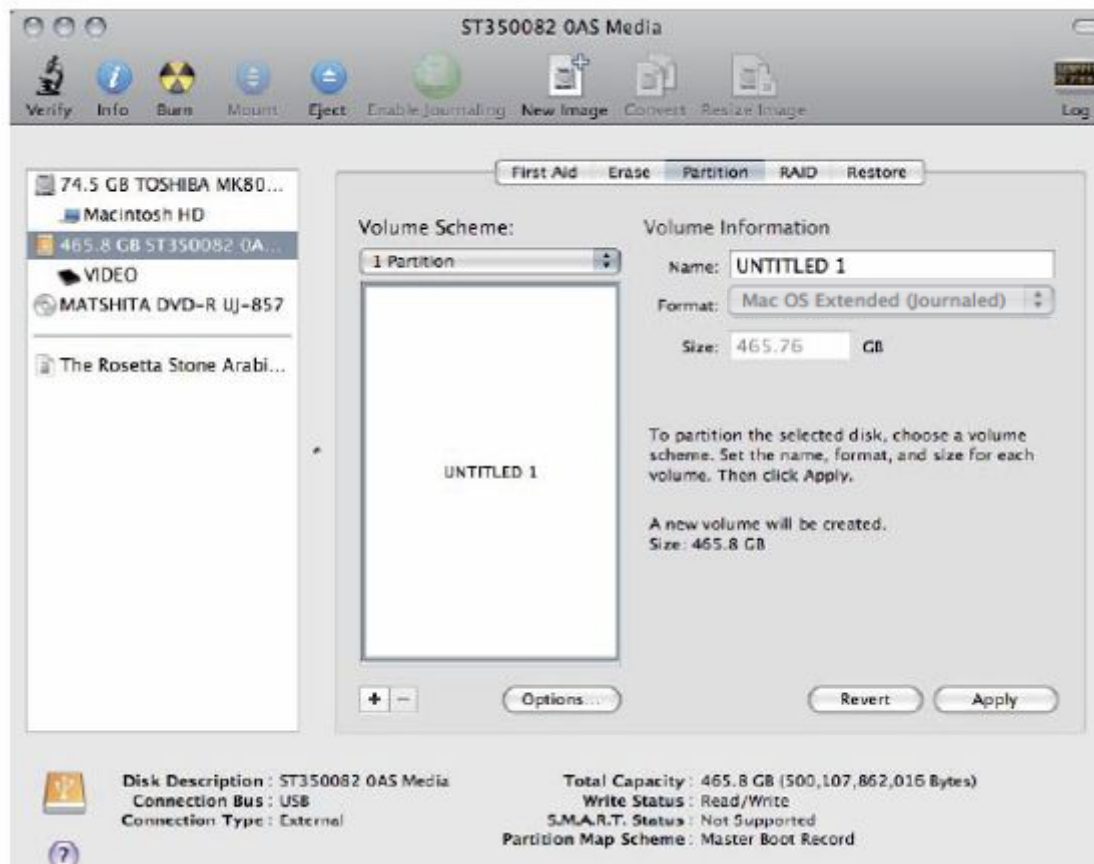 ST350082 0AS Media
Verify Info Burn Mount Eject Enable Journaling New Image Convert Resize Image Log
First Aid Erase Partition RAID Restore
74.5 GB TOSHIBA MK80...
Macintosh HD
465.8 GB ST350082 0A...
VIDEO
MATSHITA DVD-R UJ-857
The Rosetta Stone Arabi...
Volume Scheme:
1 Partition
UNTITLED 1
+ −
Options...
Volume Information
Name: UNTITLED 1
Format: Mac OS Extended (Journaled)
Size: 465.76 GB
To partition the selected disk, choose a volume
scheme. Set the name, format, and size for each
volume. Then click Apply.
A new volume will be created.
Size: 465.8 GB
Revert Apply
Disk Description : ST350082 0AS Media
Connection Bus : USB
Connection Type : External
Total Capacity : 465.8 GB (500,107,862,016 Bytes)
Write Status : Read/Write
S.M.A.R.T. Status : Not Supported
Partition Map Scheme : Master Boot Record
?